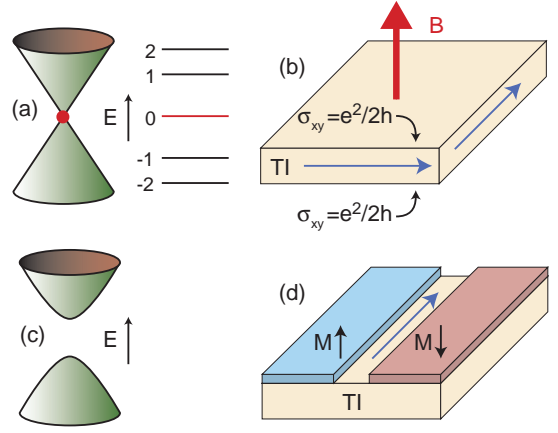 (a)
E
2
1
0
-1
-2
(b)
B
σxy=e²/2h
TI
σxy=e²/2h
(c)
E
(d)
M
M
TI